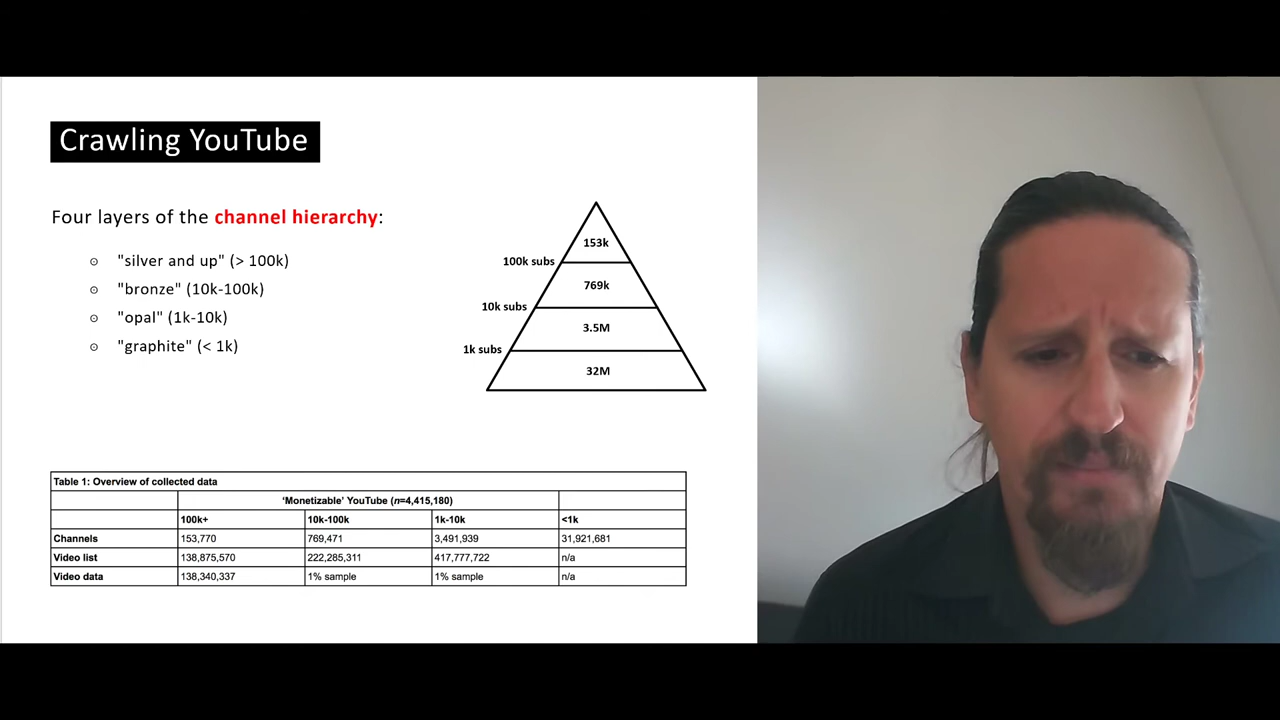 Crawling YouTube
Four layers of the channel hierarchy:
"silver and up" (> 100k)
"bronze" (10k-100k)
"opal" (1k-10k)
"graphite" (< 1k)
153k
100k subs
769k
10k subs
3.5M
1k subs
32M
Table 1: Overview of collected data
'Monetizable' YouTube (n=4,415,180)
100k+ 10k-100k 1k-10k <1k
Channels 153,770 769,471 3,491,939 31,921,681
Video list 138,875,570 222,285,311 417,777,722 n/a
Video data 138,340,337 1% sample 1% sample n/a